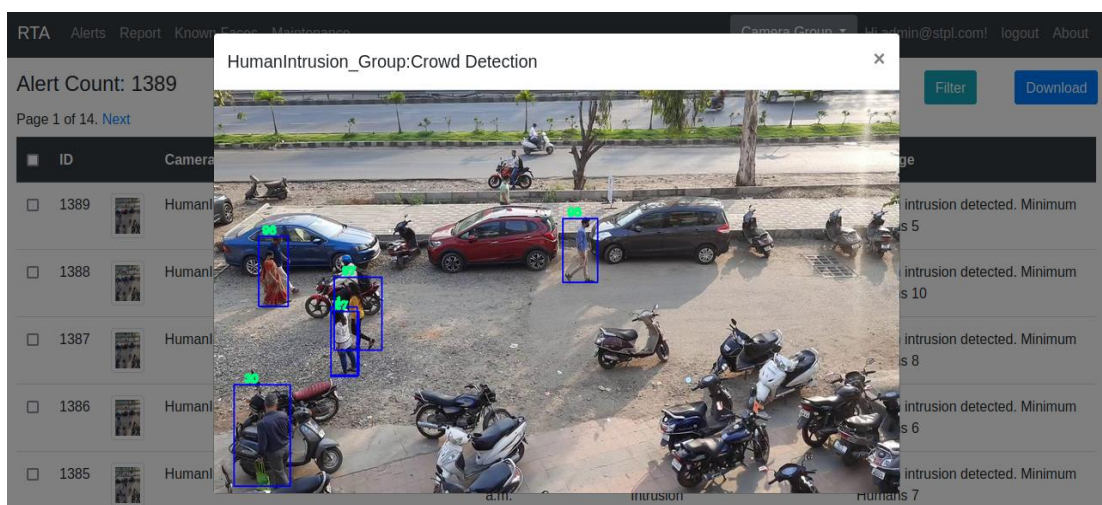 RTA Alerts Report Known Faces Maintenance Camera Group Hi admin@stpl.com! logout About
HumanIntrusion_Group:Crowd Detection ×
Alert Count: 1389 Filter Download
Page 1 of 14. Next
ID Camera
1389 intrusion detected. Minimum
s 5
1388 intrusion detected. Minimum
s 10
1387 intrusion detected. Minimum
s 8
1386 intrusion detected. Minimum
s 6
1385 intrusion detected. Minimum
a.m. Intrusion Humans 7